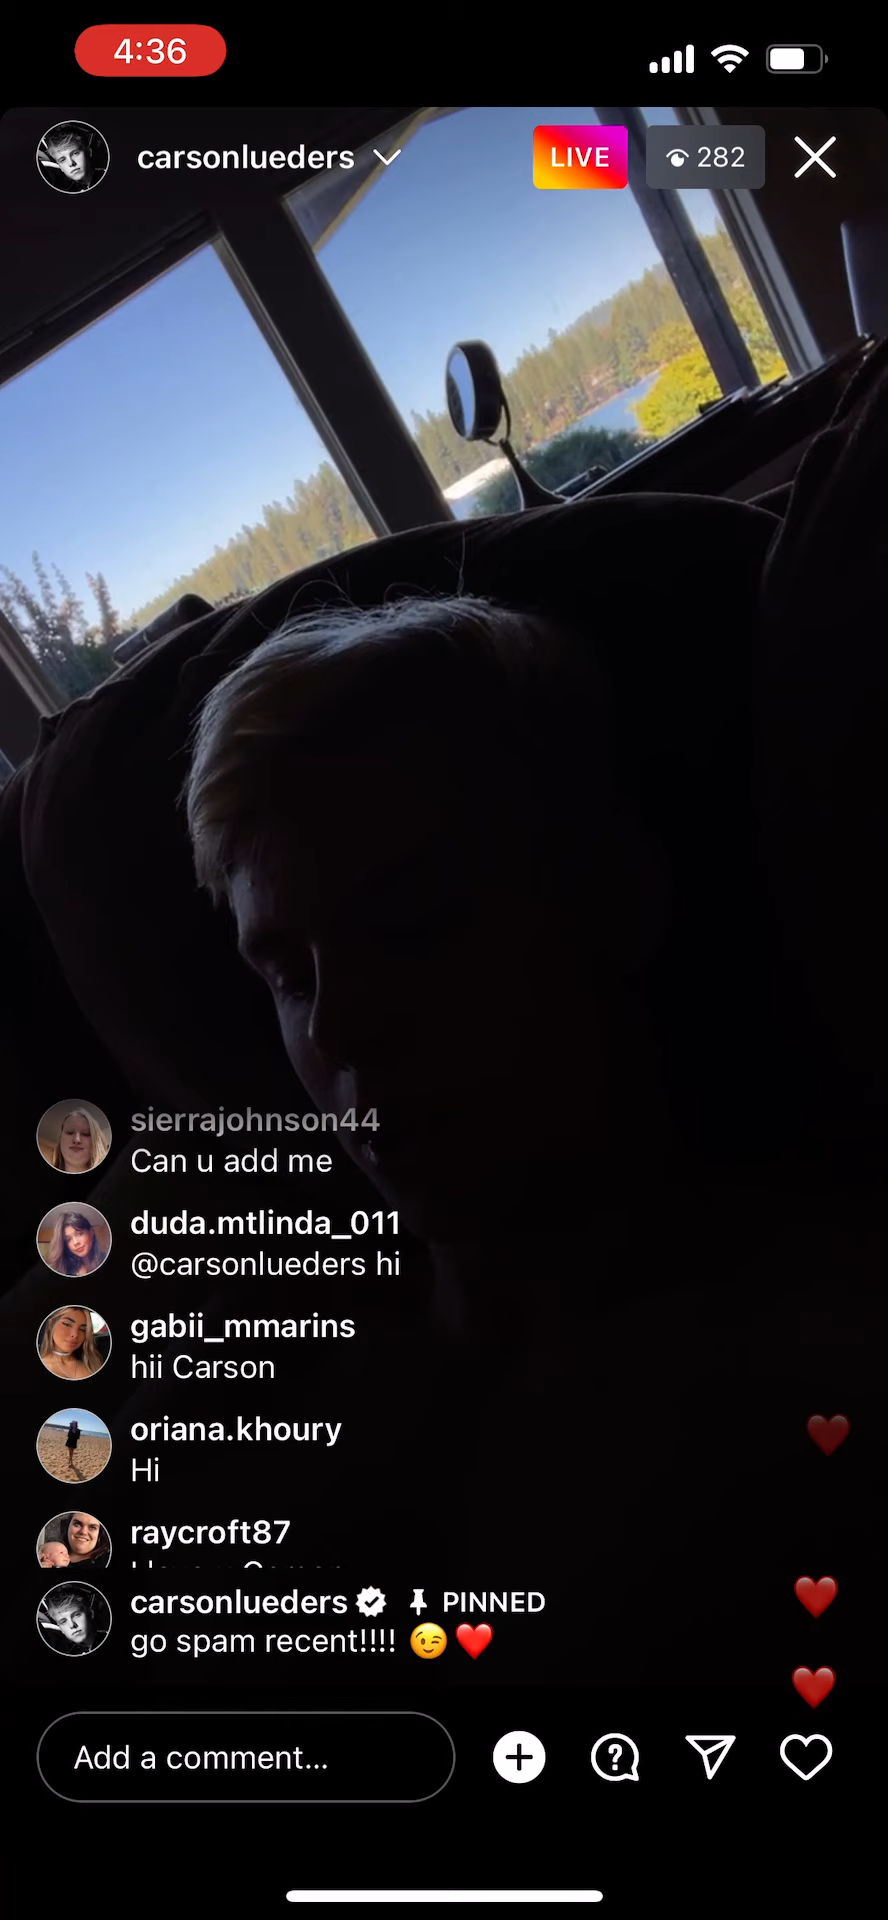 4:36
carsonlueders
LIVE
282
sierrajohnson44
Can u add me
duda.mtlinda_011
@carsonlueders hi
gabii_mmarins
hii Carson
oriana.khoury
Hi
raycroft87
carsonlueders PINNED
go spam recent!!!! 😉❤️
Add a comment...